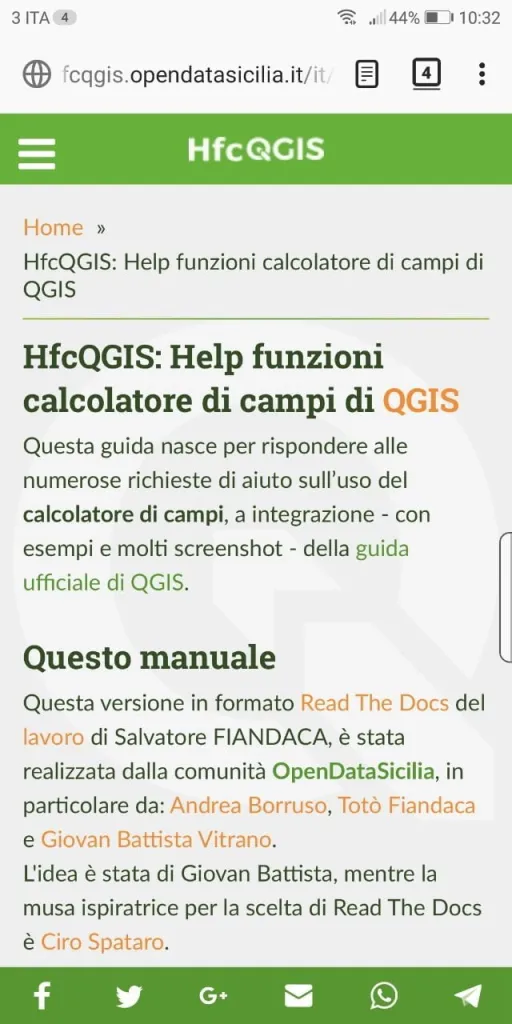 3 ITA 4 44% 10:32
fcqgis.opendatasicilia.it/it/ 4
HfcQGIS
Home »
HfcQGIS: Help funzioni calcolatore di campi di
QGIS
HfcQGIS: Help funzioni
calcolatore di campi di QGIS
Questa guida nasce per rispondere alle
numerose richieste di aiuto sull'uso del
calcolatore di campi, a integrazione - con
esempi e molti screenshot - della guida
ufficiale di QGIS.
Questo manuale
Questa versione in formato Read The Docs del
lavoro di Salvatore FIANDACA, è stata
realizzata dalla comunità OpenDataSicilia, in
particolare da: Andrea Borruso, Totò Fiandaca
e Giovan Battista Vitrano.
L'idea è stata di Giovan Battista, mentre la
musa ispiratrice per la scelta di Read The Docs
è Ciro Spataro.
G+